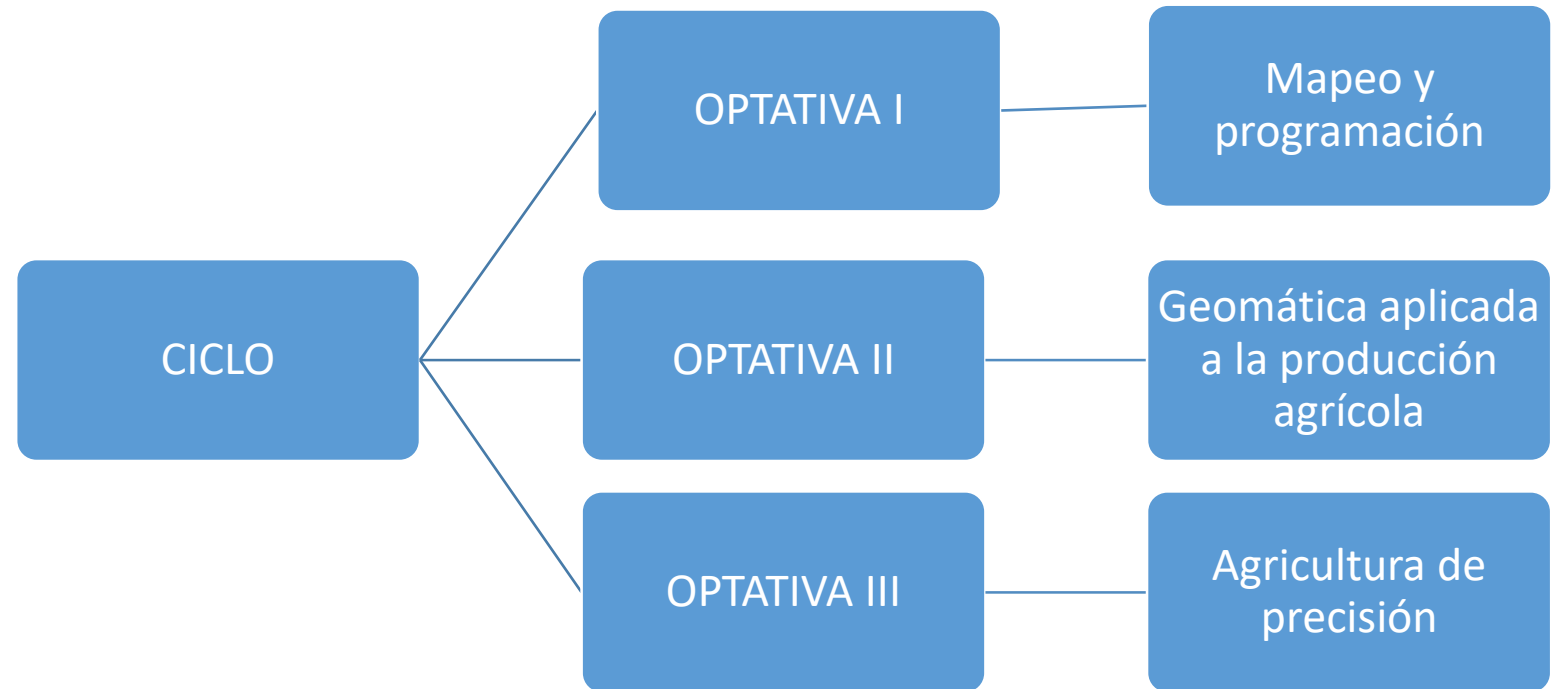 CICLO
OPTATIVA I
Mapeo y
programación
OPTATIVA II
Geomática aplicada
a la producción
agrícola
OPTATIVA III
Agricultura de
precisión